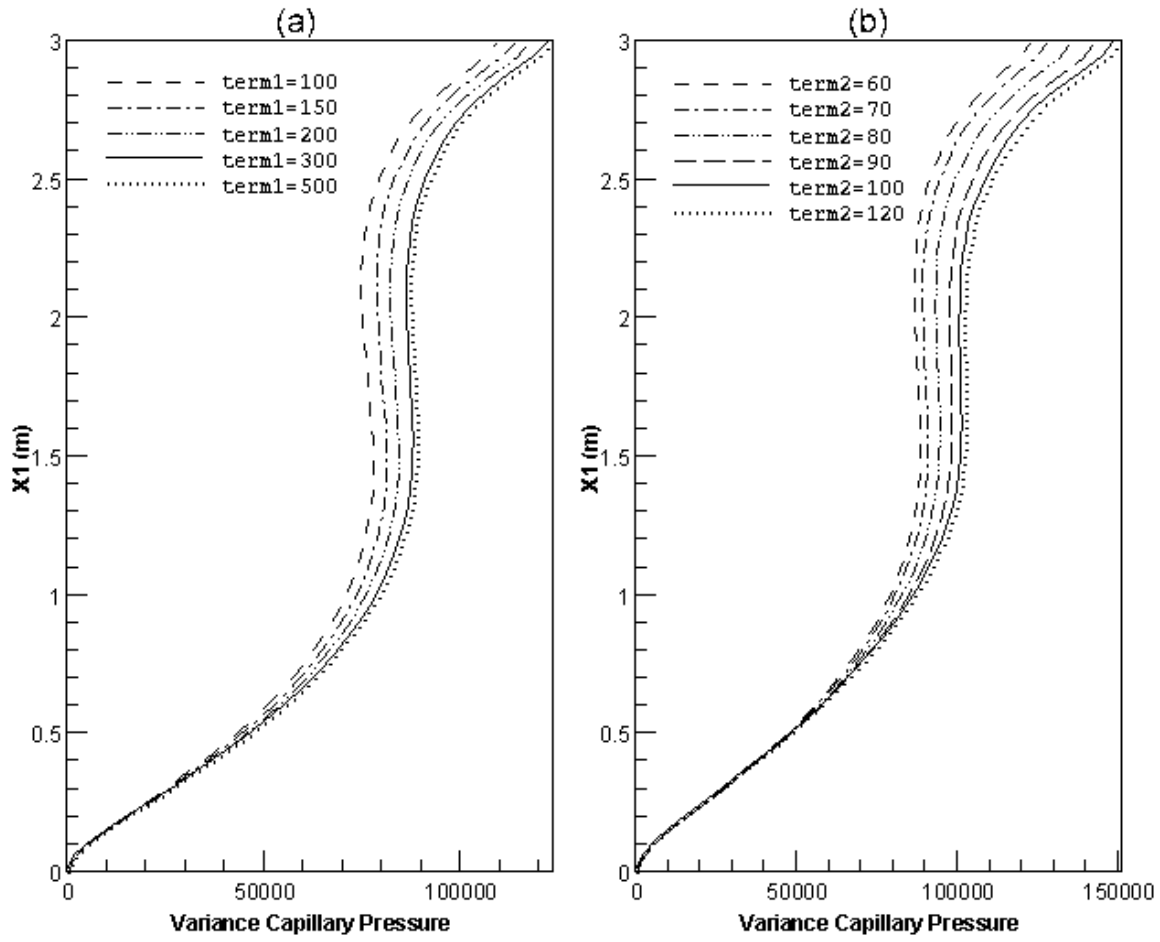 (a)
3
term1=100
term1=150
term1=200
term1=300
term1=500
2.5
2
1.5
1
0.5
0
X1 (m)
0
50000
100000
Variance Capillary Pressure
(b)
3
term2=60
term2=70
term2=80
term2=90
term2=100
term2=120
2.5
2
1.5
1
0.5
0
X1 (m)
0
50000
100000
150000
Variance Capillary Pressure